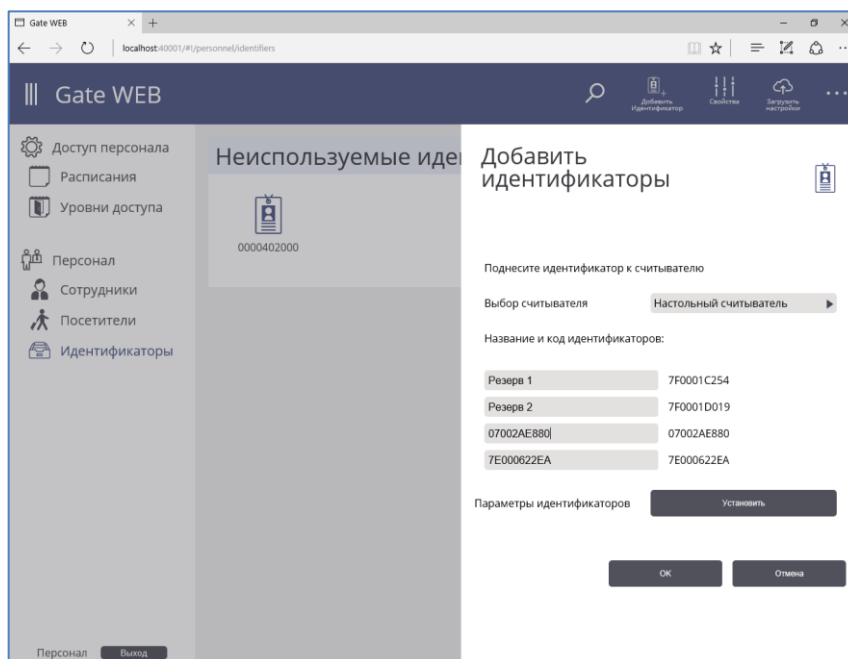 Gate WEB
localhost:40001/#!/personnel/identifiers
Gate WEB
Добавить
Идентификатор
Свойства
Загрузить
настройки
Доступ персонала
Расписания
Уровни доступа
Персонал
Сотрудники
Посетители
Идентификаторы
Персонал
Выход
Неиспользуемые иде
0000402000
Добавить
идентификаторы
Поднесите идентификатор к считывателю
Выбор считывателя Настольный считыватель
Название и код идентификаторов:
Резерв 1 7F0001C254
Резерв 2 7F0001D019
07002AE880 07002AE880
7E000622EA 7E000622EA
Параметры идентификаторов Установить
ОК Отмена